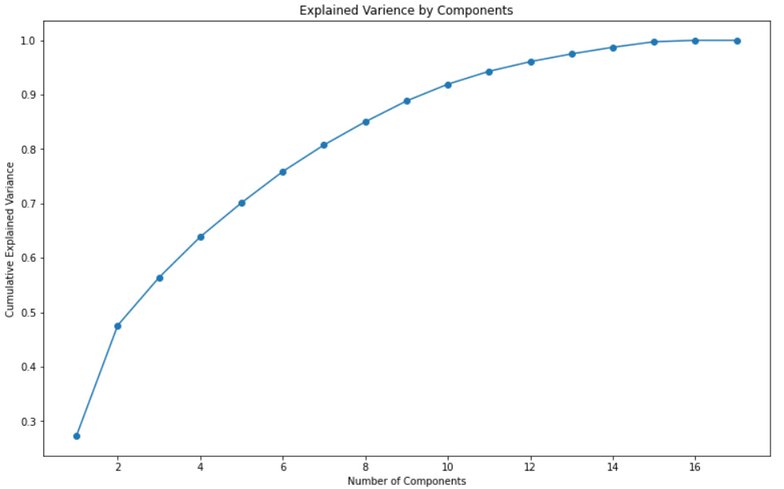 Explained Varience by Components
1.0
0.9
0.8
0.7
0.6
0.5
0.4
0.3
Cumulative Explained Variance
2 4 6 8 10 12 14 16
Number of Components